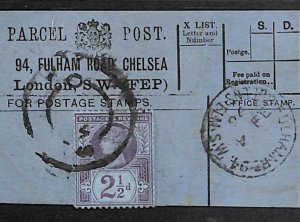 PARCEL POST.
94, FULHAM ROAD CHELSEA
London, S.W. (FEP)
FOR POSTAGE STAMPS.
X LIST.
Letter and
Number
S. D.
Postage,
Fee paid on
Registration
OFFICE STAMP.
POSTAGE & REVENUE
2½d